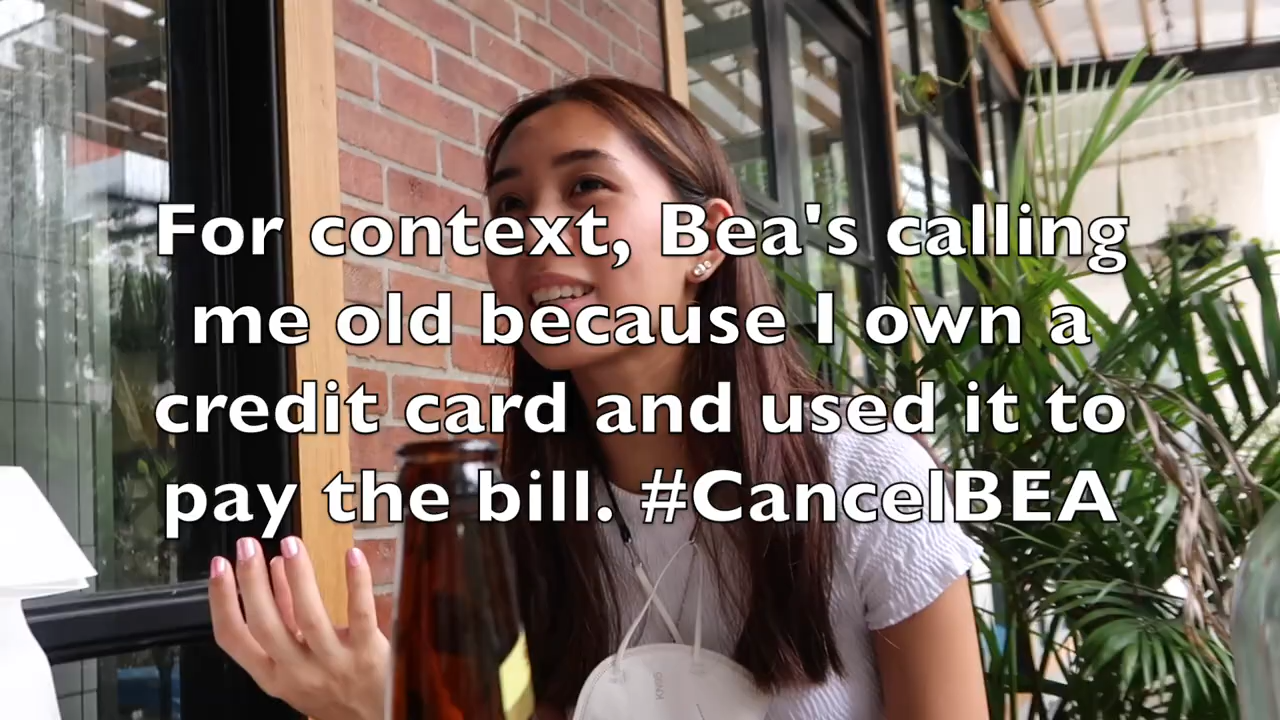 For context, Bea's calling
me old because I own a
credit card and used it to
pay the bill. #CancelBEA